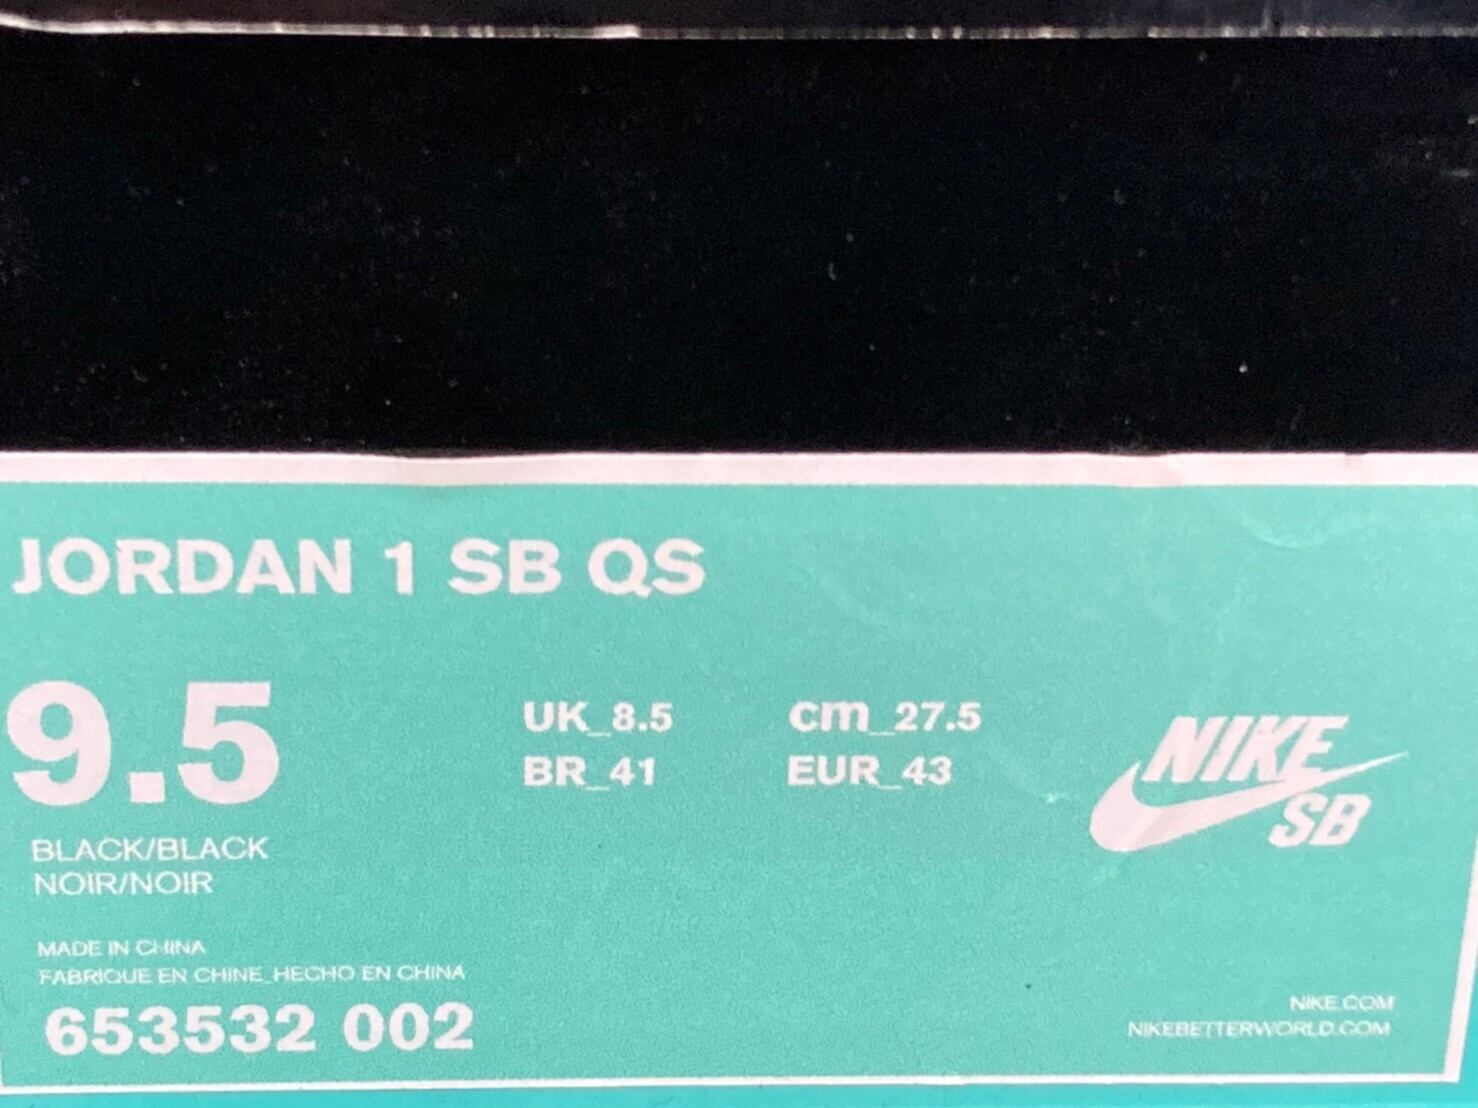 JORDAN 1 SB QS
9.5
UK_8.5 cm_27.5
BR_41 EUR_43
NIKE
SB
BLACK/BLACK
NOIR/NOIR
MADE IN CHINA
FABRIQUE EN CHINE_HECHO EN CHINA
653532 002
NIKE.COM
NIKEBETTERWORLD.COM